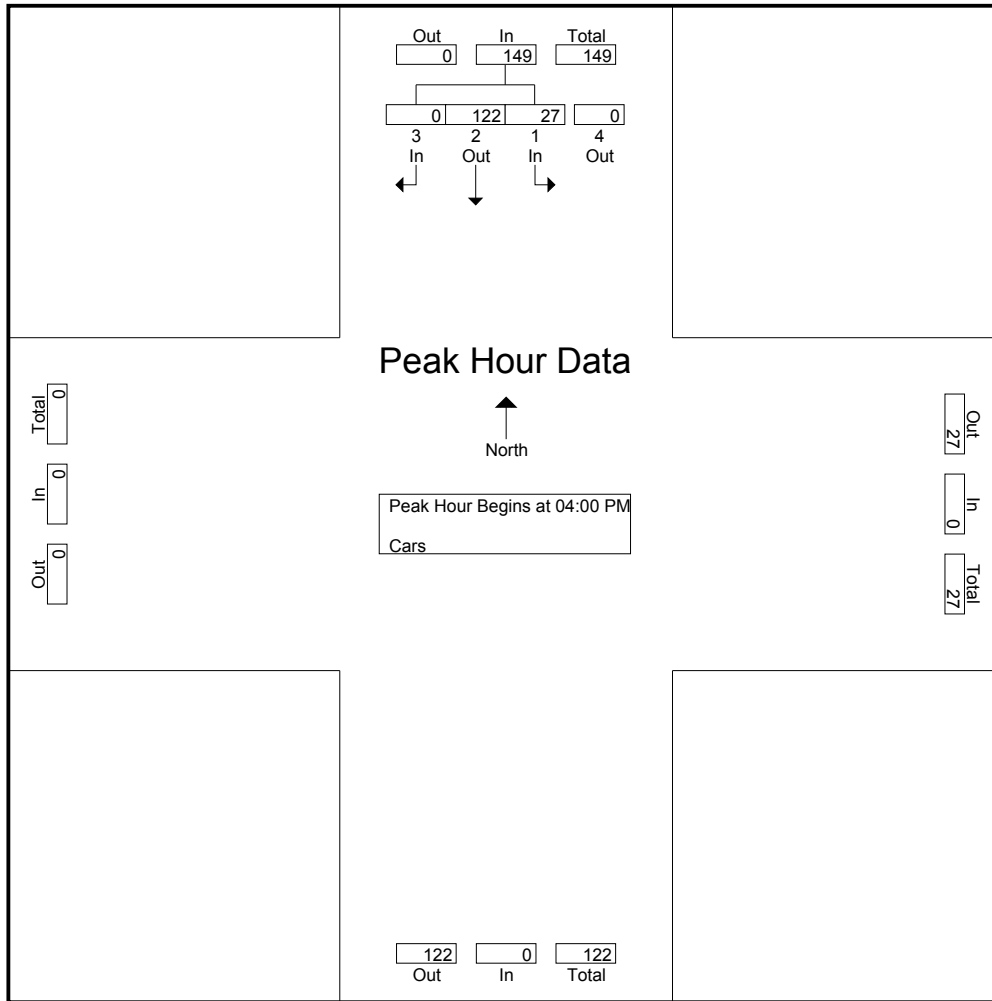 Out In Total
0 149 149
0 122 27 0
3 2 1 4
In Out In Out
Peak Hour Data
North
Peak Hour Begins at 04:00 PM
Cars
Total In Out
0 0 0
Out In Total
27 0 27
122 0 122
Out In Total